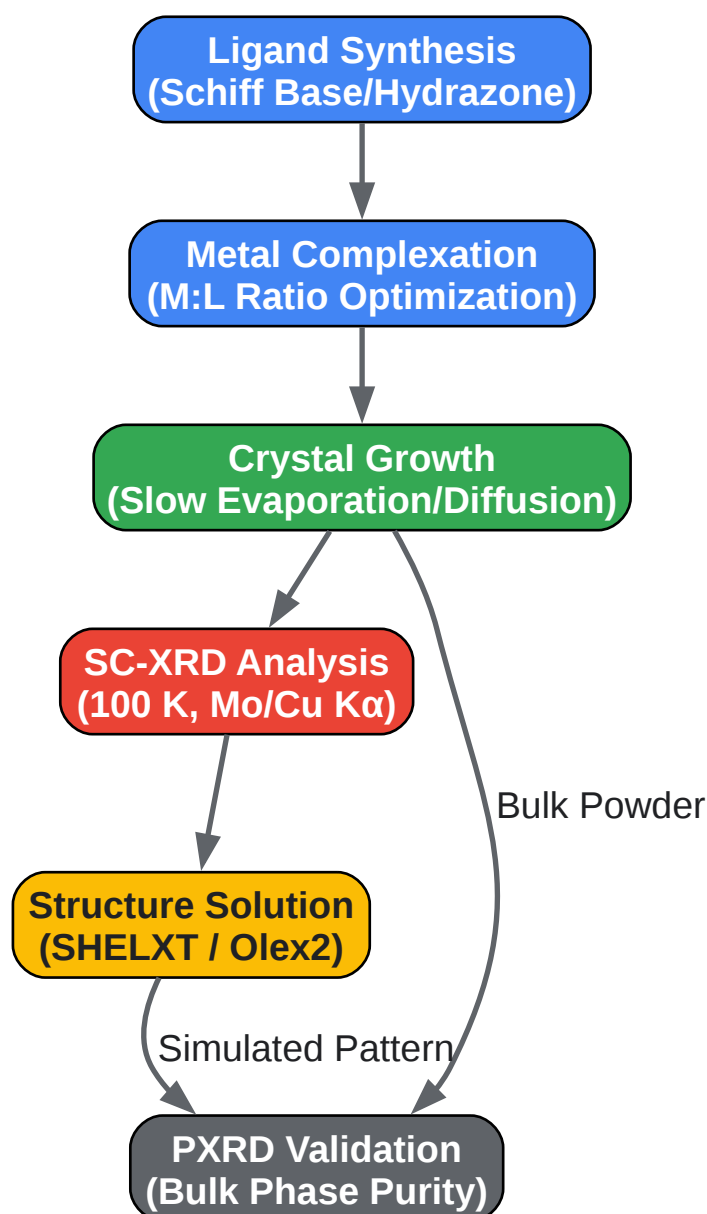 Ligand Synthesis
(Schiff Base/Hydrazone)
Metal Complexation
(M:L Ratio Optimization)
Crystal Growth
(Slow Evaporation/Diffusion)
SC-XRD Analysis
(100 K, Mo/Cu Kα)
Bulk Powder
Structure Solution
(SHELXT / Olex2)
Simulated Pattern
PXRD Validation
(Bulk Phase Purity)